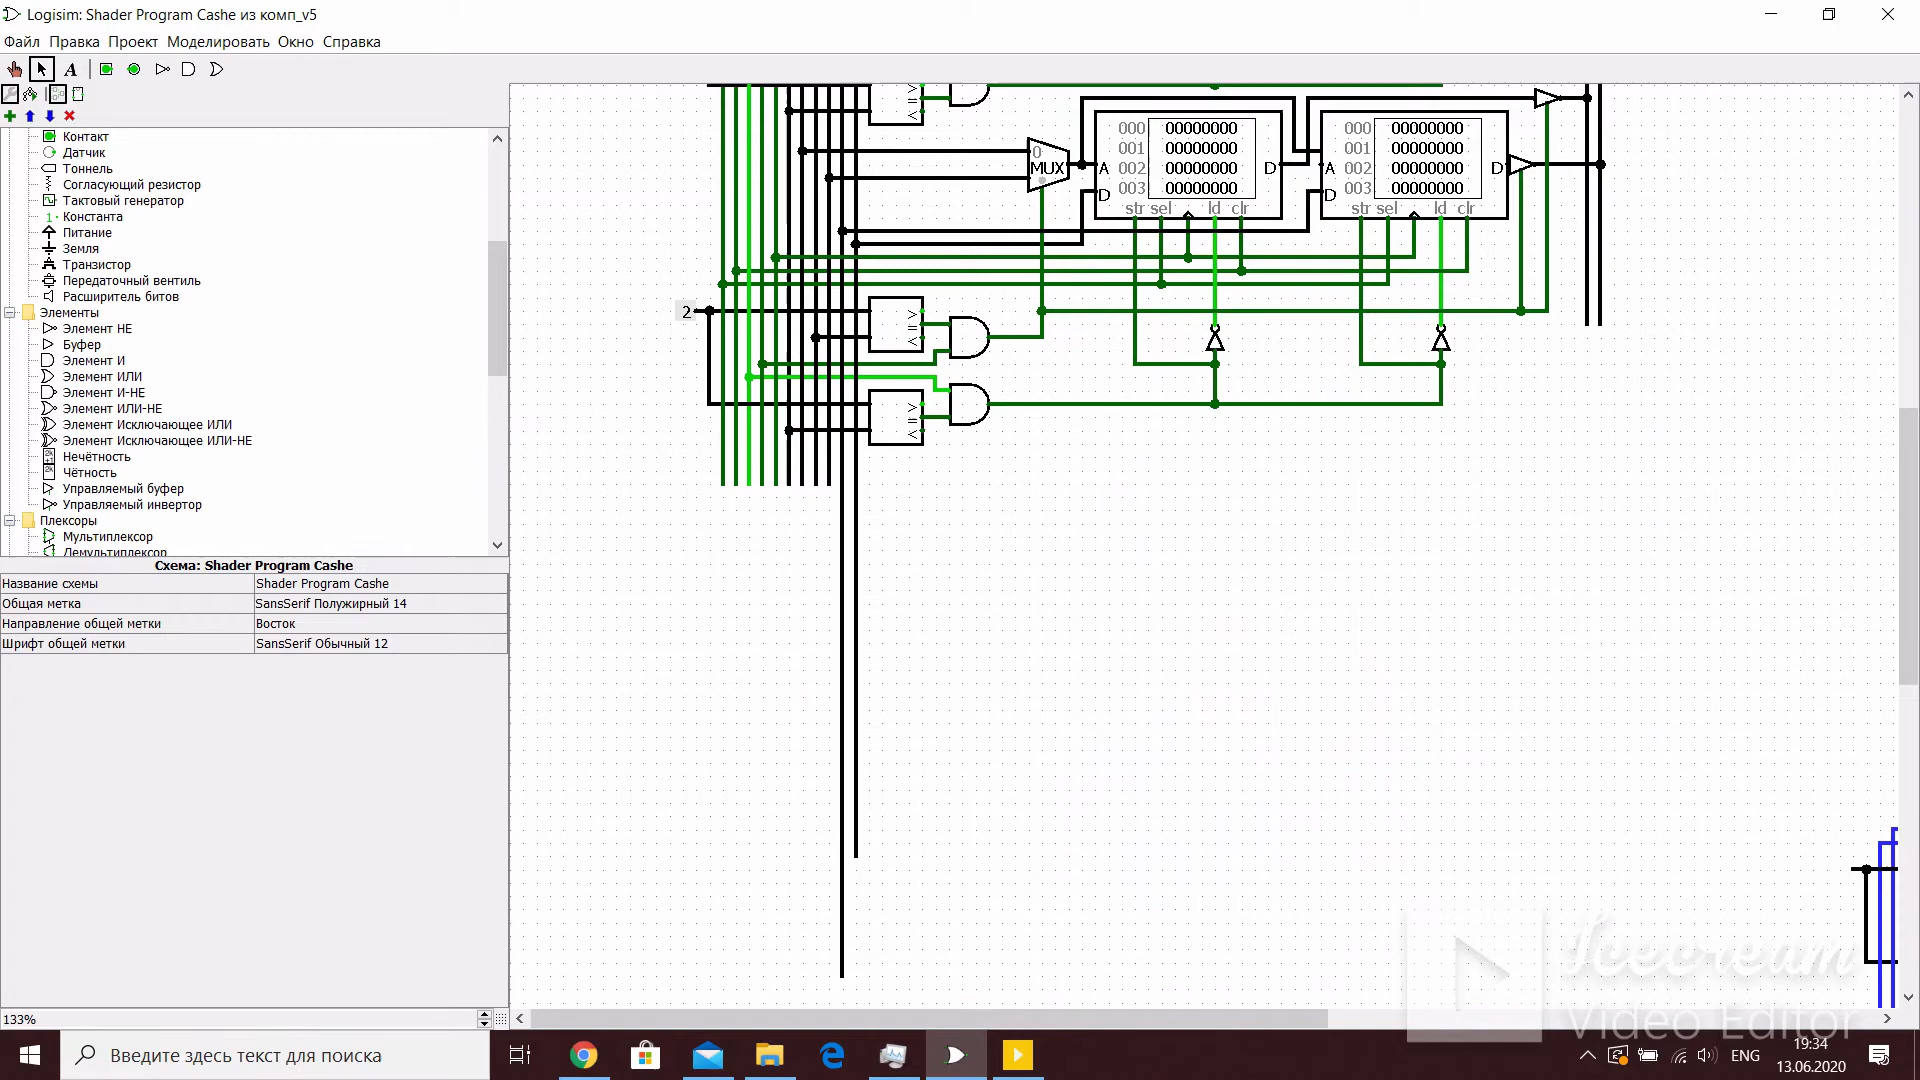 Logisim: Shader Program Cashe из комп_v5
Файл Правка Проект Моделировать Окно Справка
A
Контакт
Датчик
Тоннель
Согласующий резистор
Тактовый генератор
1 Константа
Питание
Земля
Транзистор
Передаточный вентиль
Расширитель битов
Элементы
Элемент НЕ
Буфер
Элемент И
Элемент ИЛИ
Элемент И-НЕ
Элемент ИЛИ-НЕ
Элемент Исключающее ИЛИ
Элемент Исключающее ИЛИ-НЕ
Нечётность
Чётность
Управляемый буфер
Управляемый инвертор
Плексоры
Мультиплексор
Демультиплексор
Схема: Shader Program Cashe
Название схемы Shader Program Cashe
Общая метка SansSerif Полужирный 14
Направление общей метки Восток
Шрифт общей метки SansSerif Обычный 12
133%
=
<
0
MUX
A
D
000 00000000
001 00000000
002 00000000
003 00000000
D
str sel ld clr
A
D
000 00000000
001 00000000
002 00000000
003 00000000
D
str sel ld clr
2
>
=
<
>
=
<
Icecream
Video Editor
Введите здесь текст для поиска
ENG
19:34
13.06.2020